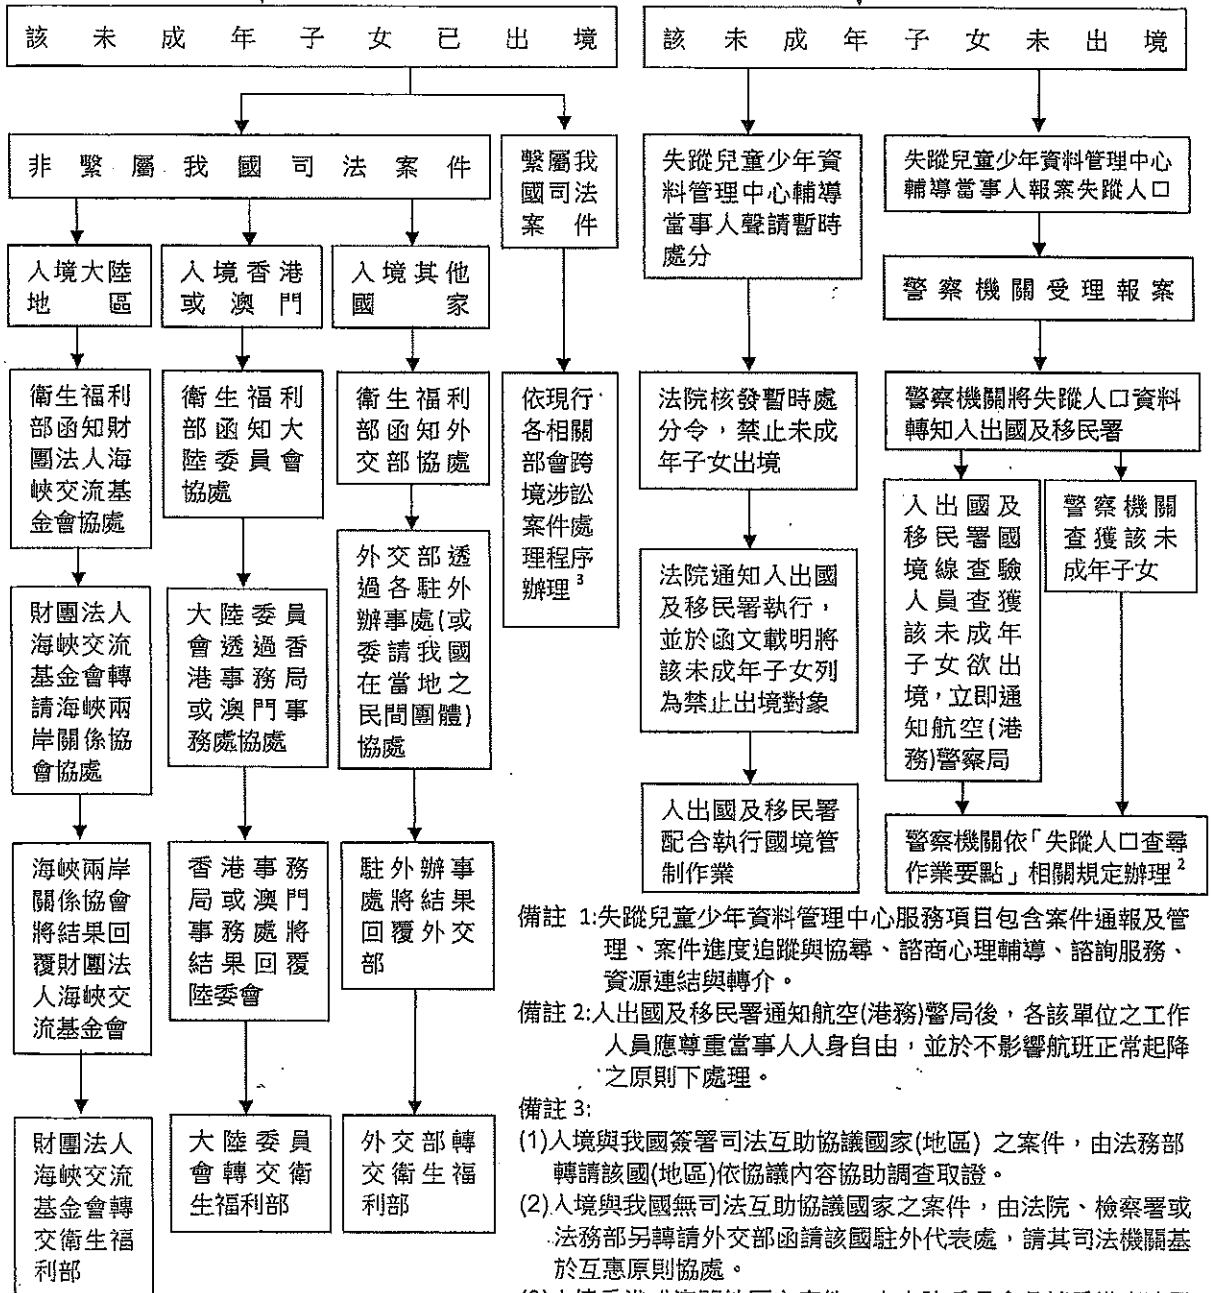 該未成年子女已出境
該未成年子女未出境
非繫屬我國司法案件
繫屬我
國司法
案件
入境大陸
地區
入境香港
或澳門
入境其他
國家
衛生福利
部函知財
團法人海
峽交流基
金會協處
衛生福利
部函知大
陸委員會
協處
衛生福利
部函知外
交部協處
依現行
各相關
部會跨
境涉訟
案件處
理程序
辦理3
財團法人
海峽交流
基金會轉
請海峽兩
岸關係協
會協處
大陸委員
會透過香
港事務局
或澳門事
務處協處
外交部透
過各駐外
辦事處(或
委請我國
在當地之
民間團體)
協處
海峽兩岸
關係協會
將結果回
覆財團法
人海峽交
流基金會
香港事務
局或澳門
事務處將
結果回覆
陸委會
駐外辦事
處將結果
回覆外交
部
財團法人
海峽交流
基金會轉
交衛生福
利部
大陸委員
會轉交衛
生福利部
外交部轉
交衛生福
利部
失蹤兒童少年資
料管理中心輔導
當事人聲請暫時
處分
法院核發暫時處
分令，禁止未成
年子女出境
法院通知入出國
及移民署執行，
並於函文載明將
該未成年子女列
為禁止出境對象
入出國及移民署
配合執行國境管
制作業
失蹤兒童少年資料管理中心
輔導當事人報案失蹤人口
警察機關受理報案
警察機關將失蹤人口資料
轉知入出國及移民署
入出國及
移民署國
境線查驗
人員查獲
該未成年
子女欲出
境，立即通
知航空(港
務)警察局
警察機關
查獲該未
成年子女
警察機關依「失蹤人口查尋
作業要點」相關規定辦理2
備註 1:失蹤兒童少年資料管理中心服務項目包含案件通報及管
理、案件進度追蹤與協尋、諮商心理輔導、諮詢服務、
資源連結與轉介。
備註 2:入出國及移民署通知航空(港務)警局後，各該單位之工作
人員應尊重當事人人身自由，並於不影響航班正常起降
之原則下處理。
備註 3:
(1)入境與我國簽署司法互助協議國家(地區) 之案件，由法務部
轉請該國(地區)依協議內容協助調查取證。
(2)入境與我國無司法互助協議國家之案件，由法院、檢察署或
法務部另轉請外交部函請該國駐外代表處，請其司法機關基
於互惠原則協處。